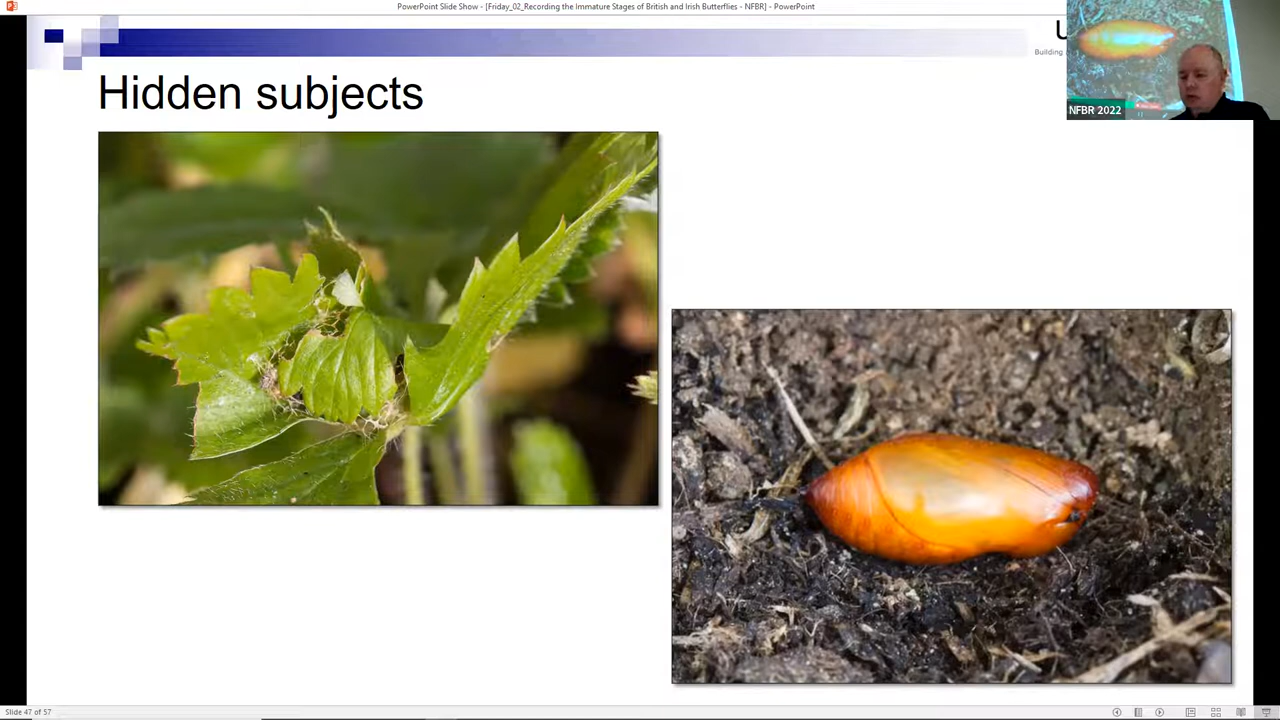 PowerPoint Slide Show - [Friday_02_Recording the Immature Stages of British and Irish Butterflies - NFBR] - PowerPoint
U
Building
Hidden subjects
NFBR 2022
Slide 47 of 57